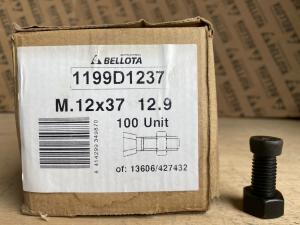 BELLOTA
1199D1237
M.12x37 12.9
100 Unit
of: 13606/427432